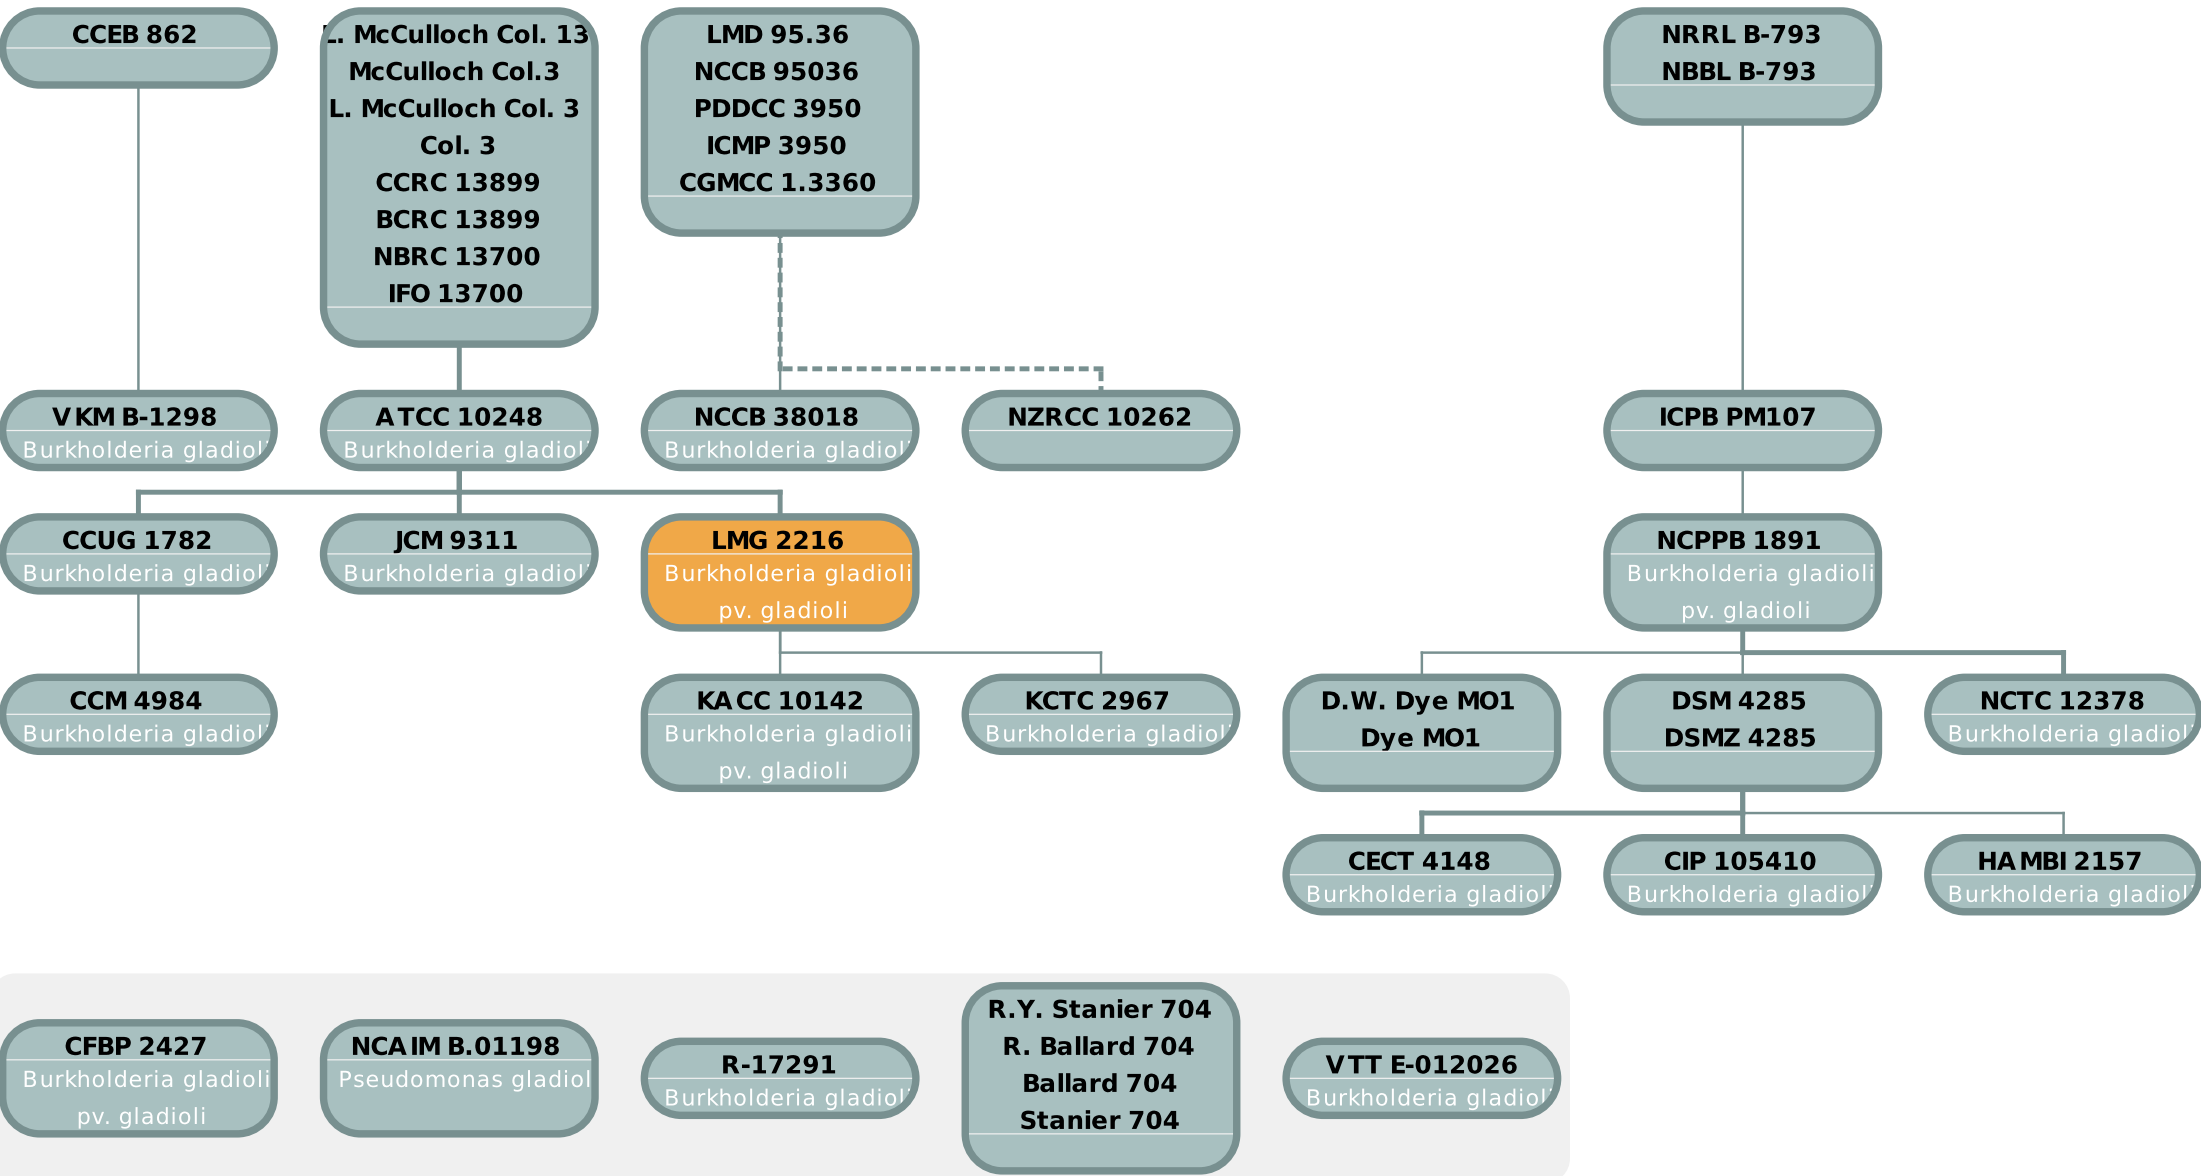 CCEB 862
L. McCulloch Col. 13
McCulloch Col.3
L. McCulloch Col. 3
Col. 3
CCRC 13899
BCRC 13899
NBRC 13700
IFO 13700
LMD 95.36
NCCB 95036
PDDCC 3950
ICMP 3950
CGMCC 1.3360
NRRL B-793
NBBL B-793
VKM B-1298
Burkholderia gladioli
ATCC 10248
Burkholderia gladioli
NCCB 38018
Burkholderia gladioli
NZRCC 10262
ICPB PM107
CCUG 1782
Burkholderia gladioli
JCM 9311
Burkholderia gladioli
LMG 2216
Burkholderia gladioli
pv. gladioli
NCPPB 1891
Burkholderia gladioli
pv. gladioli
CCM 4984
Burkholderia gladioli
KACC 10142
Burkholderia gladioli
pv. gladioli
KCTC 2967
Burkholderia gladioli
D.W. Dye MO1
Dye MO1
DSM 4285
DSMZ 4285
NCTC 12378
Burkholderia gladioli
CECT 4148
Burkholderia gladioli
CIP 105410
Burkholderia gladioli
HAMBI 2157
Burkholderia gladioli
CFBP 2427
Burkholderia gladioli
pv. gladioli
NCAIM B.01198
Pseudomonas gladiol
R-17291
Burkholderia gladioli
R.Y. Stanier 704
R. Ballard 704
Ballard 704
Stanier 704
VTT E-012026
Burkholderia gladioli